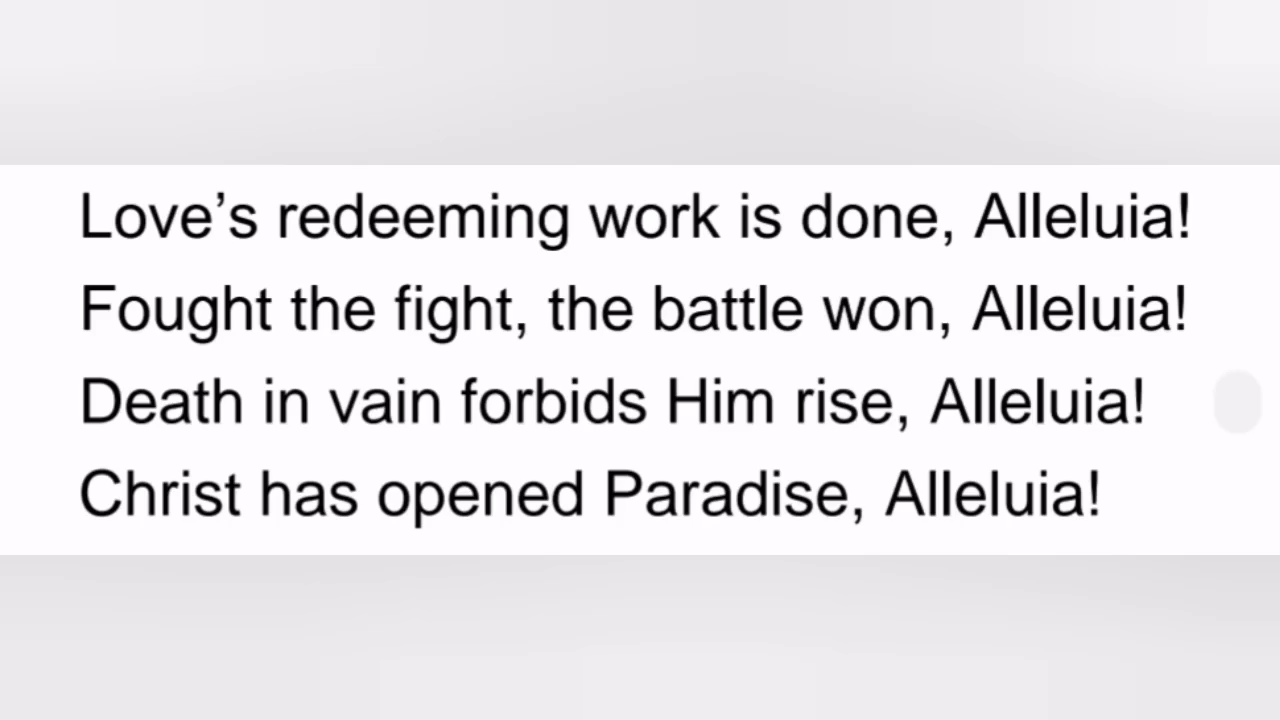 Love’s redeeming work is done, Alleluia!
Fought the fight, the battle won, Alleluia!
Death in vain forbids Him rise, Alleluia!
Christ has opened Paradise, Alleluia!